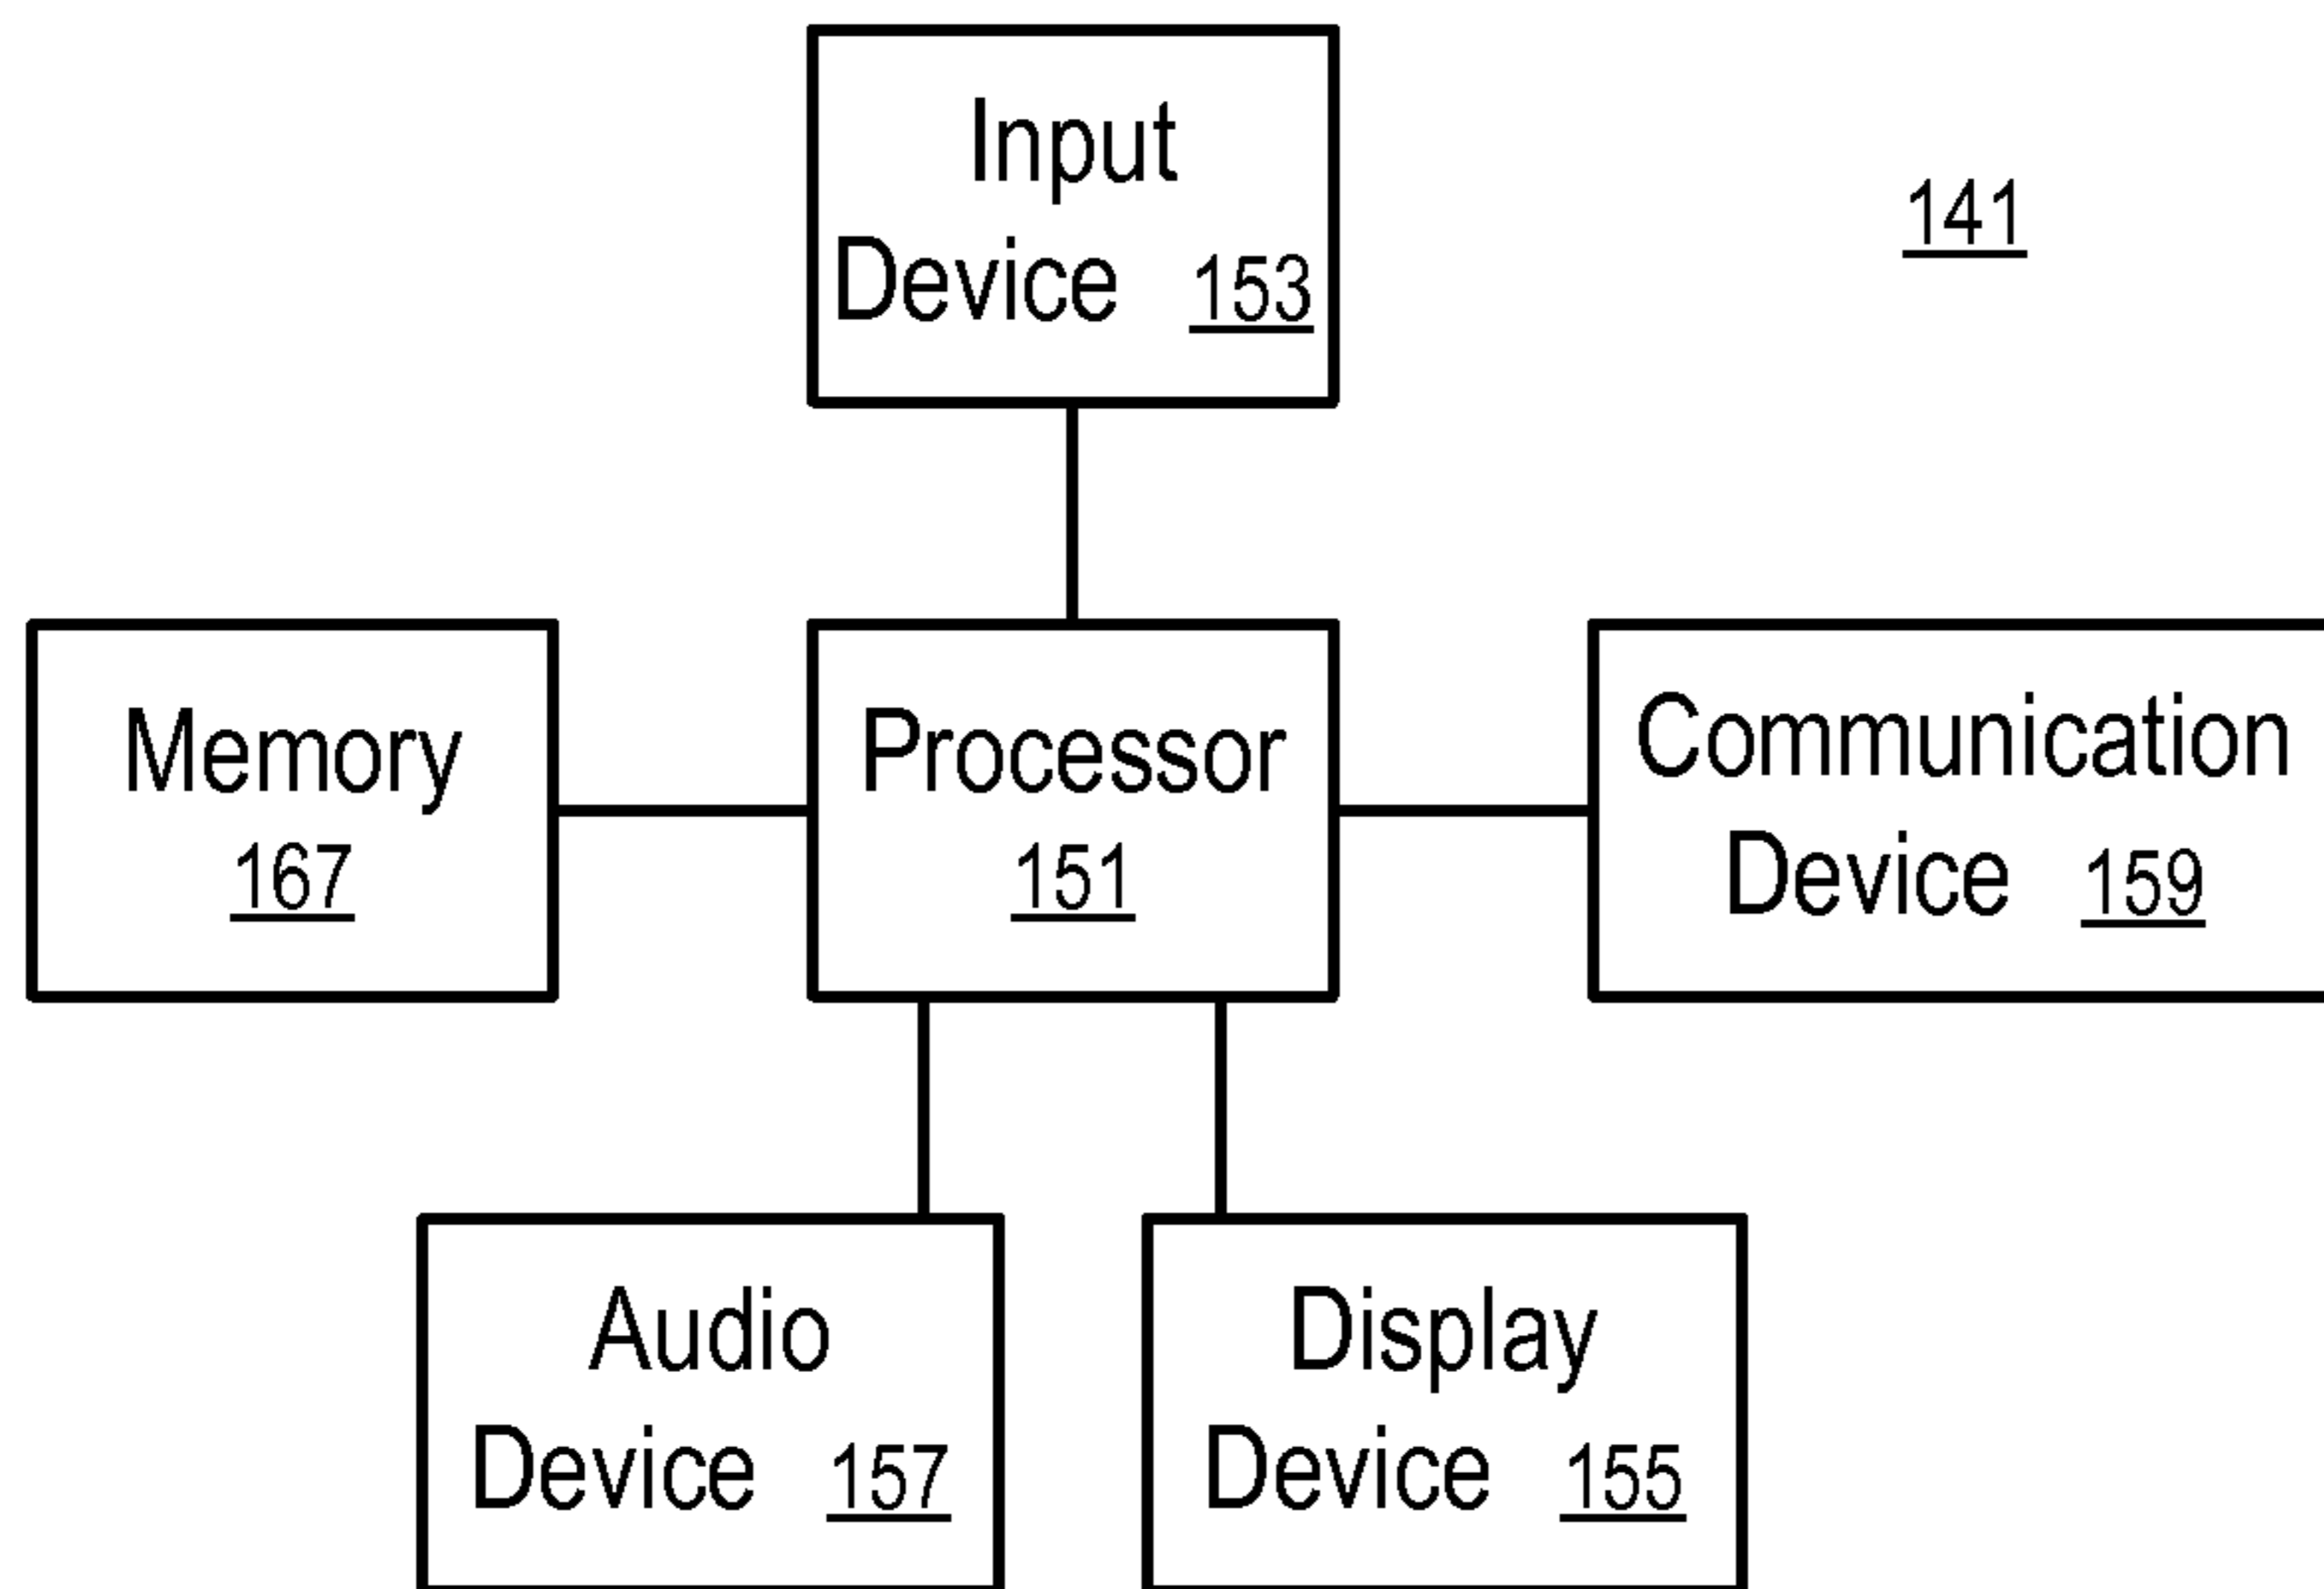 Input
Device 153
141
Memory
167
Processor
151
Communication
Device 159
Audio
Device 157
Display
Device 155